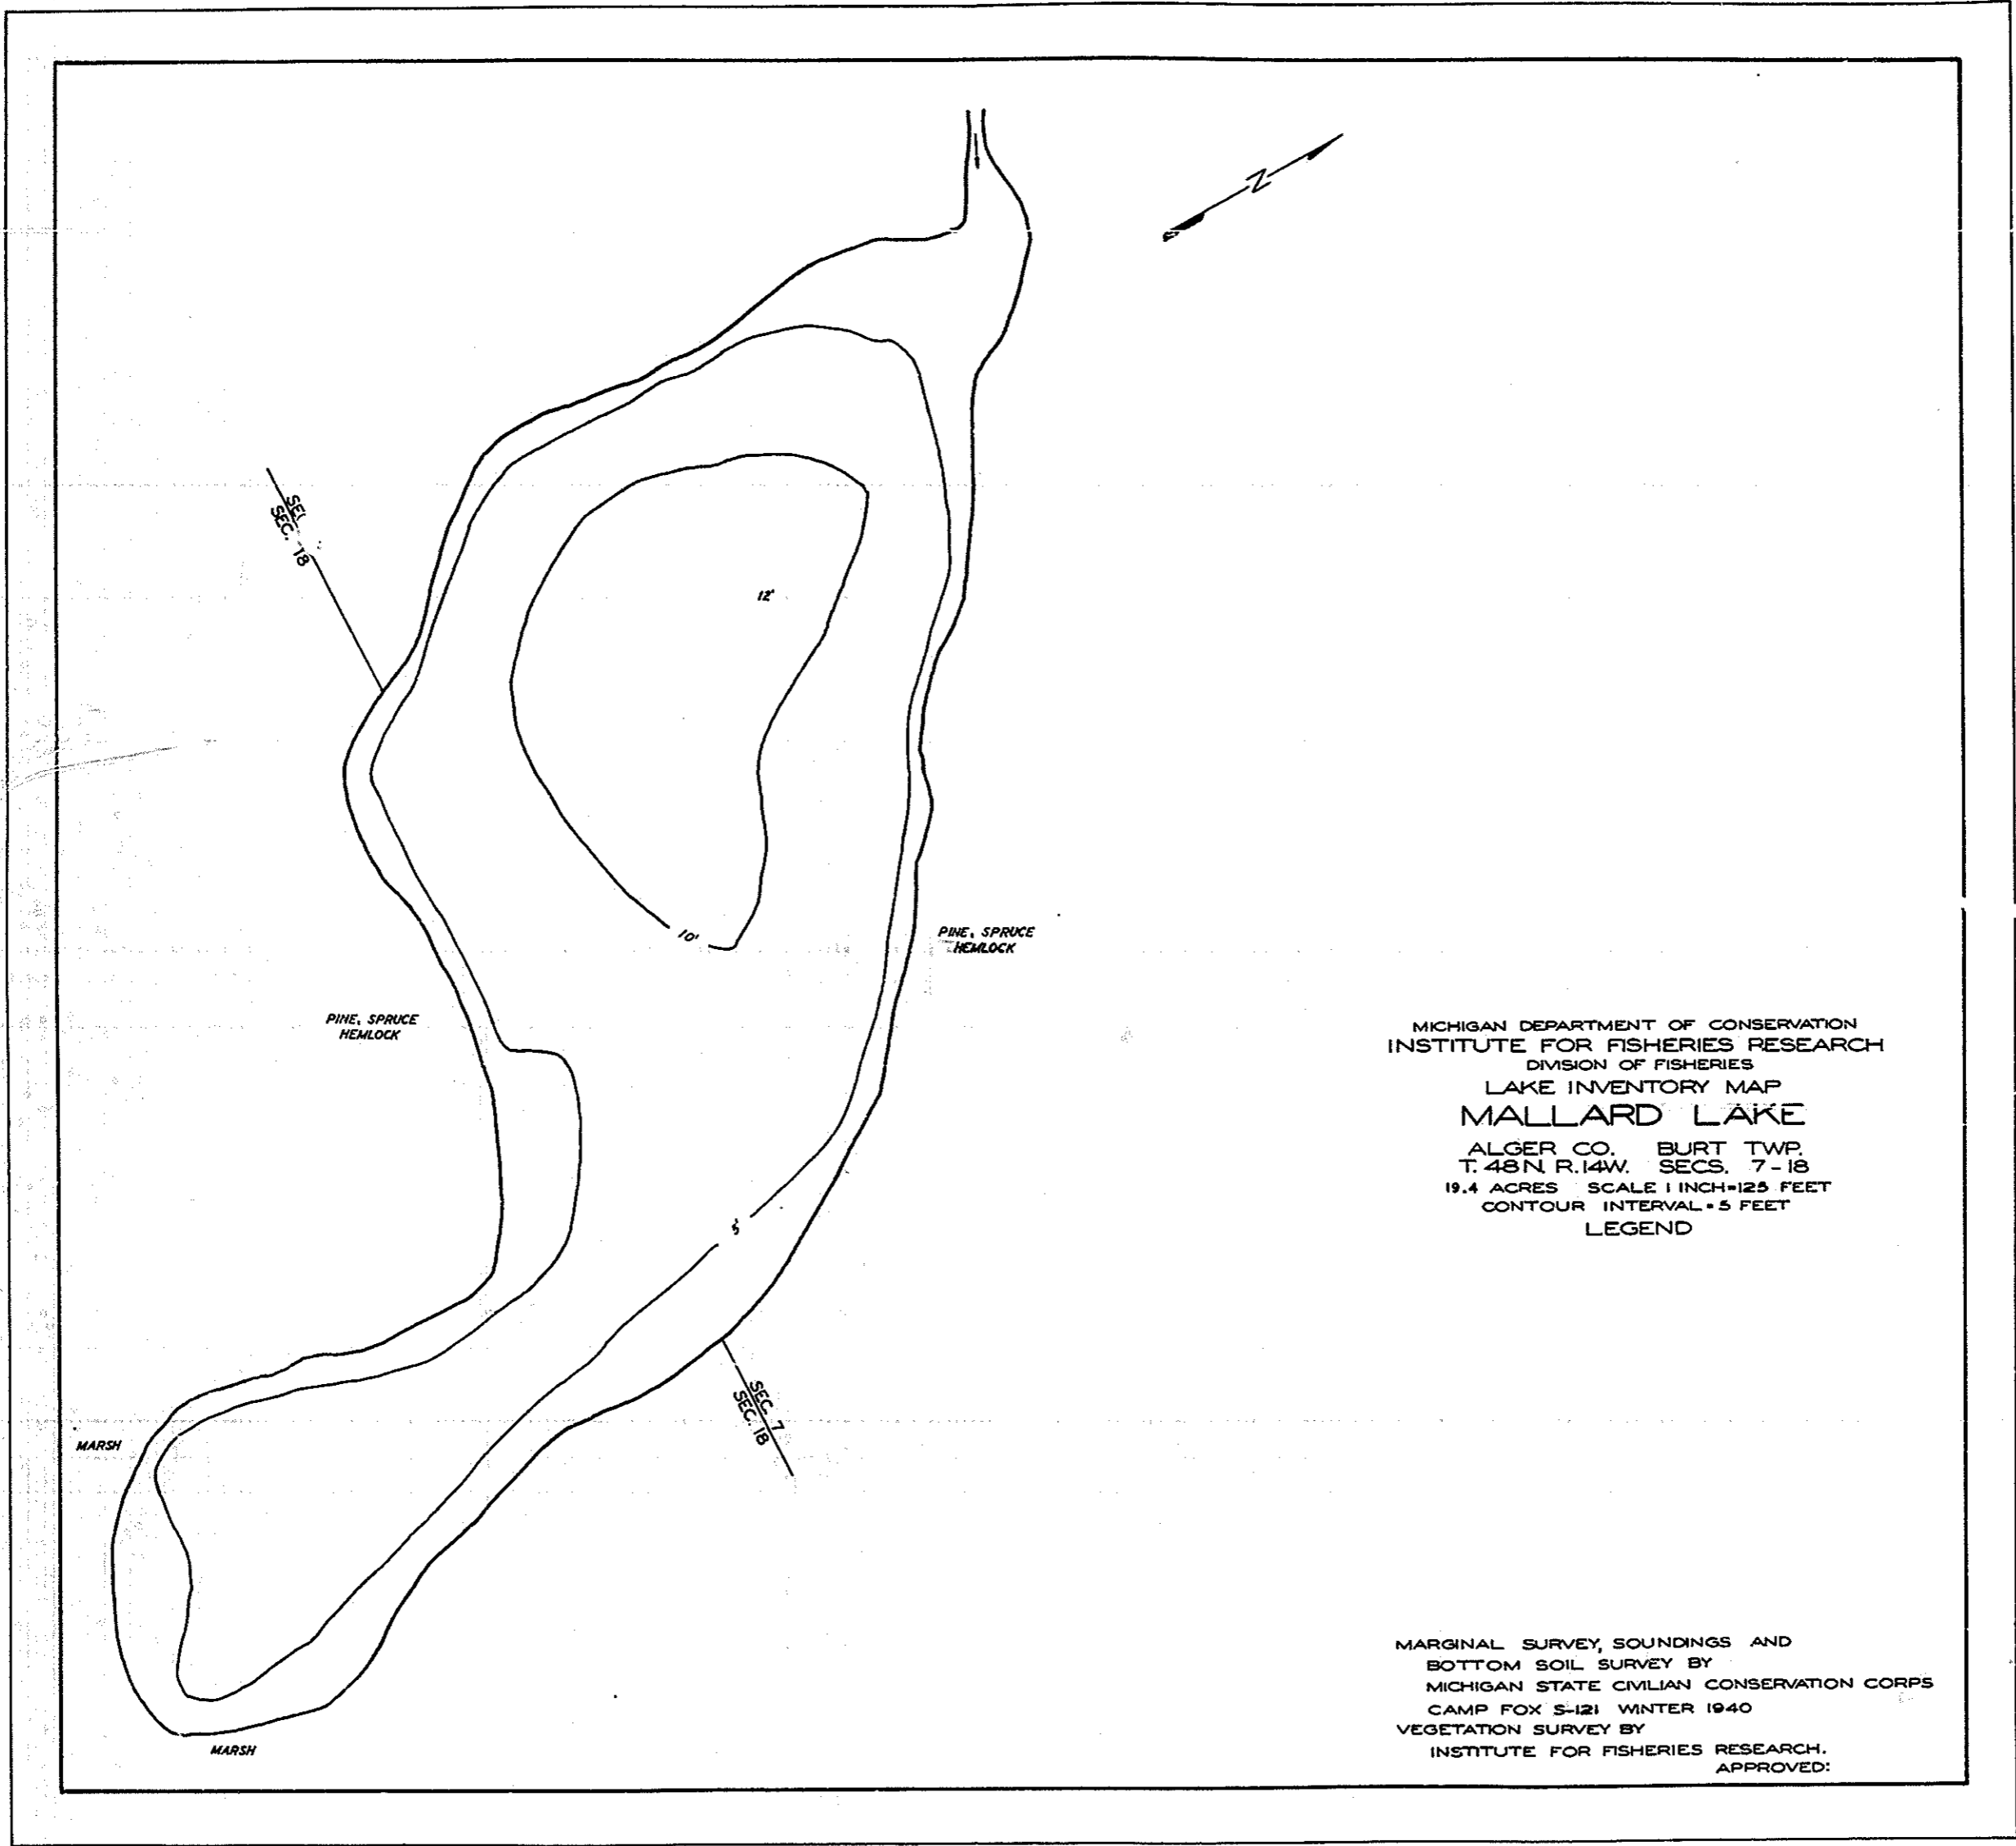 N
SEC.
SEC. 18
12'
10'
PINE, SPRUCE
HEMLOCK
PINE, SPRUCE
HEMLOCK
MICHIGAN DEPARTMENT OF CONSERVATION
INSTITUTE FOR FISHERIES RESEARCH
DIVISION OF FISHERIES
LAKE INVENTORY MAP
MALLARD LAKE
ALGER CO. BURT TWP.
T. 48 N. R. 14W. SECS. 7-18
19.4 ACRES SCALE 1 INCH=125 FEET
CONTOUR INTERVAL=5 FEET
LEGEND
5'
SEC. 7
SEC. 18
MARSH
MARSH
MARGINAL SURVEY, SOUNDINGS AND
BOTTOM SOIL SURVEY BY
MICHIGAN STATE CIVILIAN CONSERVATION CORPS
CAMP FOX S-121 WINTER 1940
VEGETATION SURVEY BY
INSTITUTE FOR FISHERIES RESEARCH.
APPROVED: